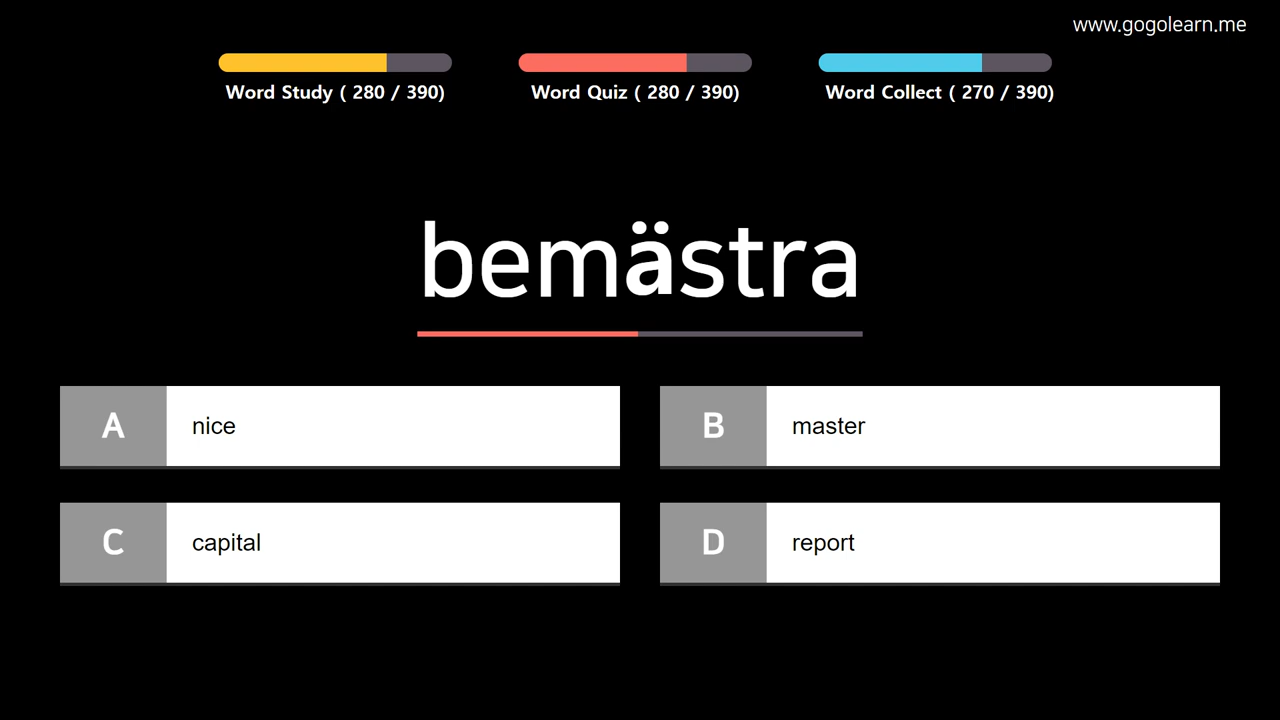 www.gogolearn.me
Word Study ( 280 / 390)
Word Quiz ( 280 / 390)
Word Collect ( 270 / 390)
bemästra
A nice
B master
C capital
D report